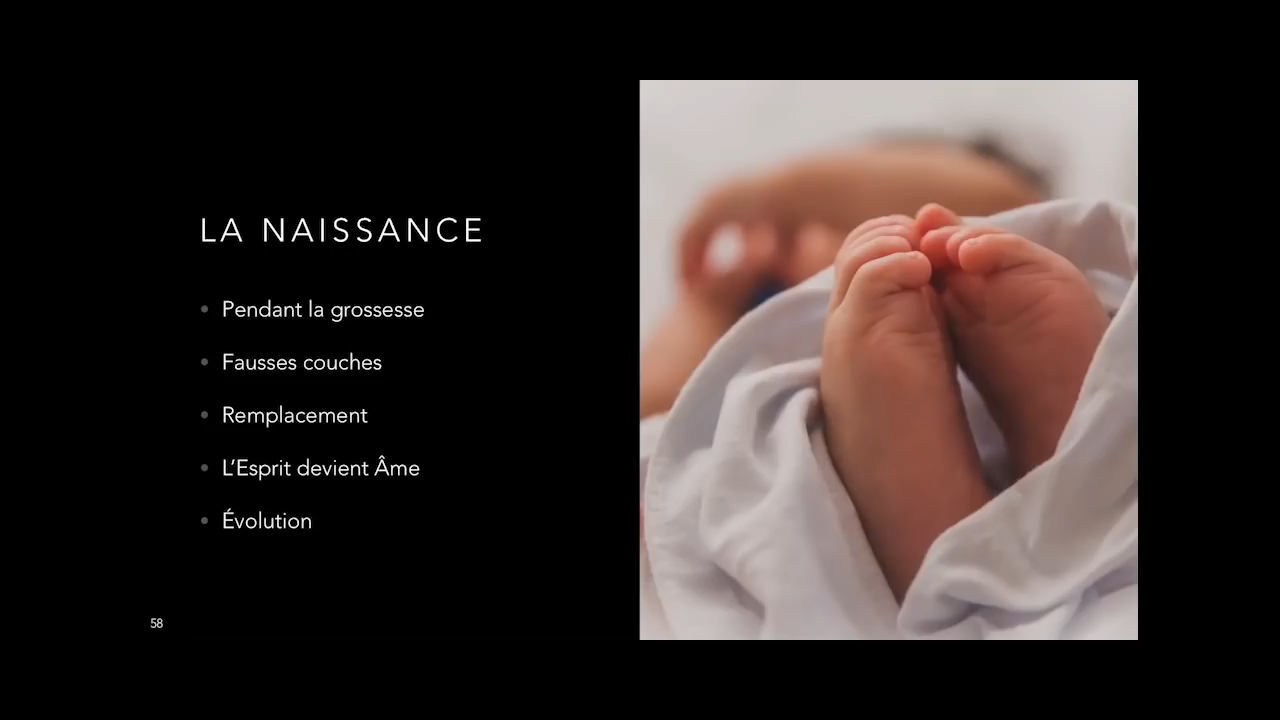 LA NAISSANCE
• Pendant la grossesse
• Fausses couches
• Remplacement
• L’Esprit devient Âme
• Évolution
58